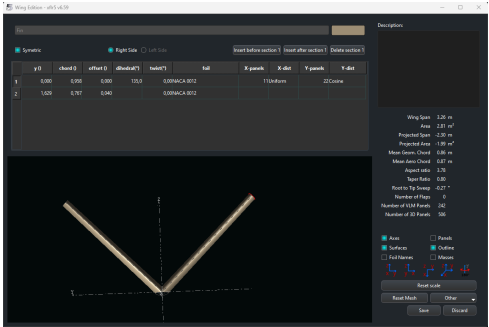 Wing Edition - xflr5 v6.59
Description:
Symetric
Right Side
Left Side
Insert before section 1
Insert after section 1
Delete section 1
y () chord () offset () dihedral(°) twist(°) foil X-panels X-dist Y-panels Y-dist
1 0,000 0,958 0,000 135,0 0,00 NACA 0012 11 Uniform 22 Cosine
2 1,629 0,767 0,040 0,00 NACA 0012
Wing Span 3.26 m
Area 2.81 m²
Projected Span -2.30 m
Projected Area -1.99 m²
Mean Geom. Chord 0.86 m
Mean Aero Chord 0.87 m
Aspect ratio 3.78
Taper Ratio 0.80
Root to Tip Sweep -0.27 °
Number of Flaps 0
Number of VLM Panels 242
Number of 3D Panels 506
Axes
Panels
Surfaces
Outline
Foil Names
Masses
Reset scale
Reset Mesh
Other
Save
Discard